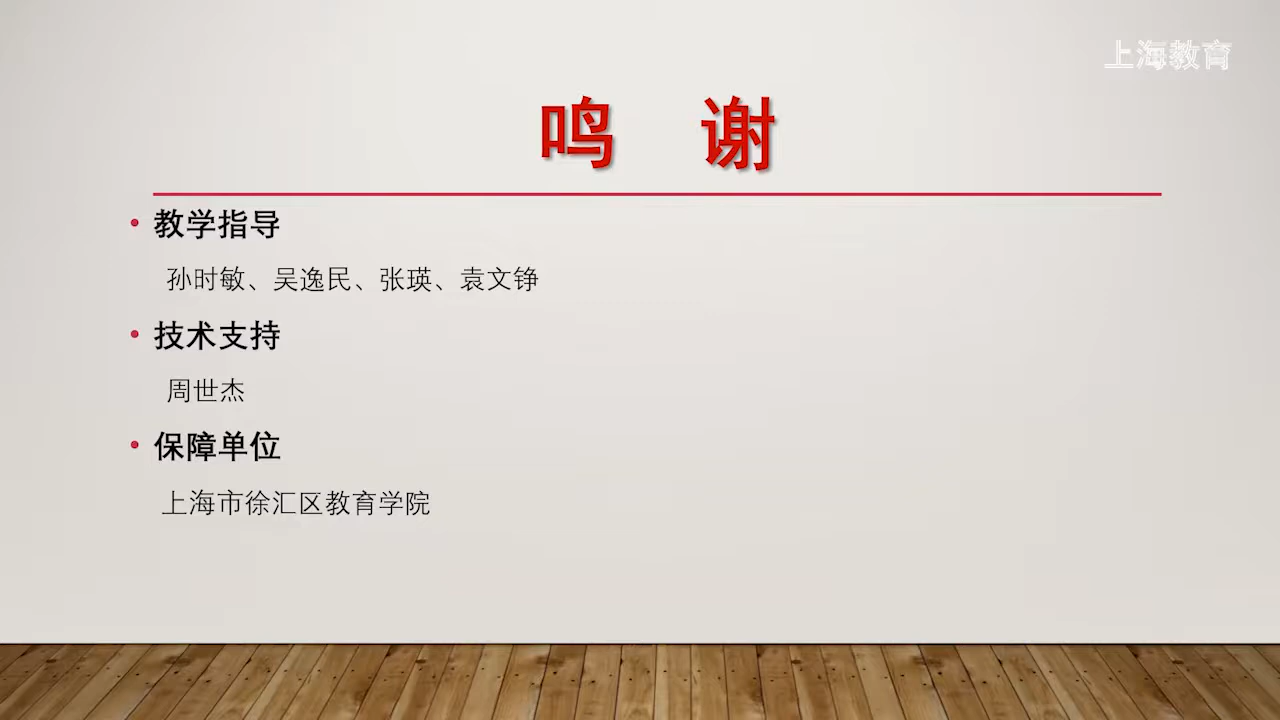 上海教育
鸣 谢
• 教学指导
孙时敏、吴逸民、张瑛、袁文铮
• 技术支持
周世杰
• 保障单位
上海市徐汇区教育学院